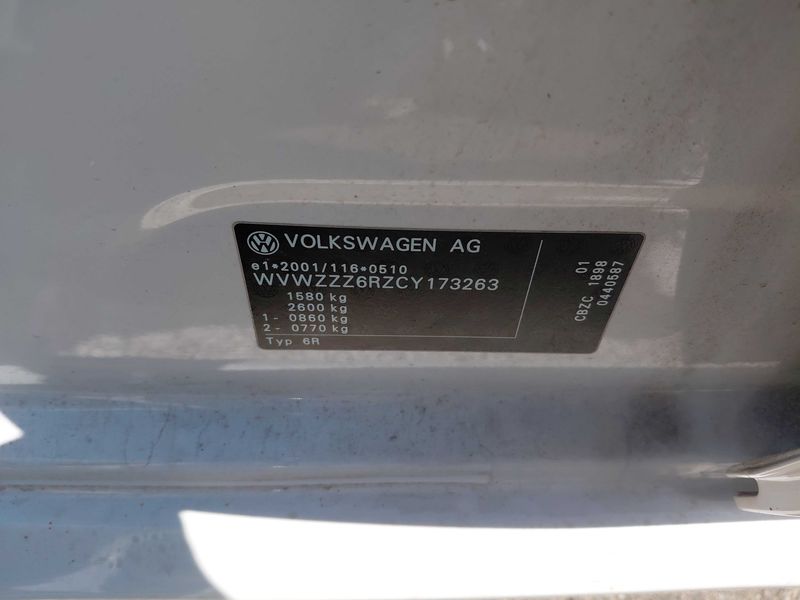 VOLKSWAGEN AG
e1*2001/116*0510
WVWZZZ6RZCY173263
1580 kg
2600 kg
1- 0860 kg
2- 0770 kg
Typ 6R
01
CBZC 1898
0440587